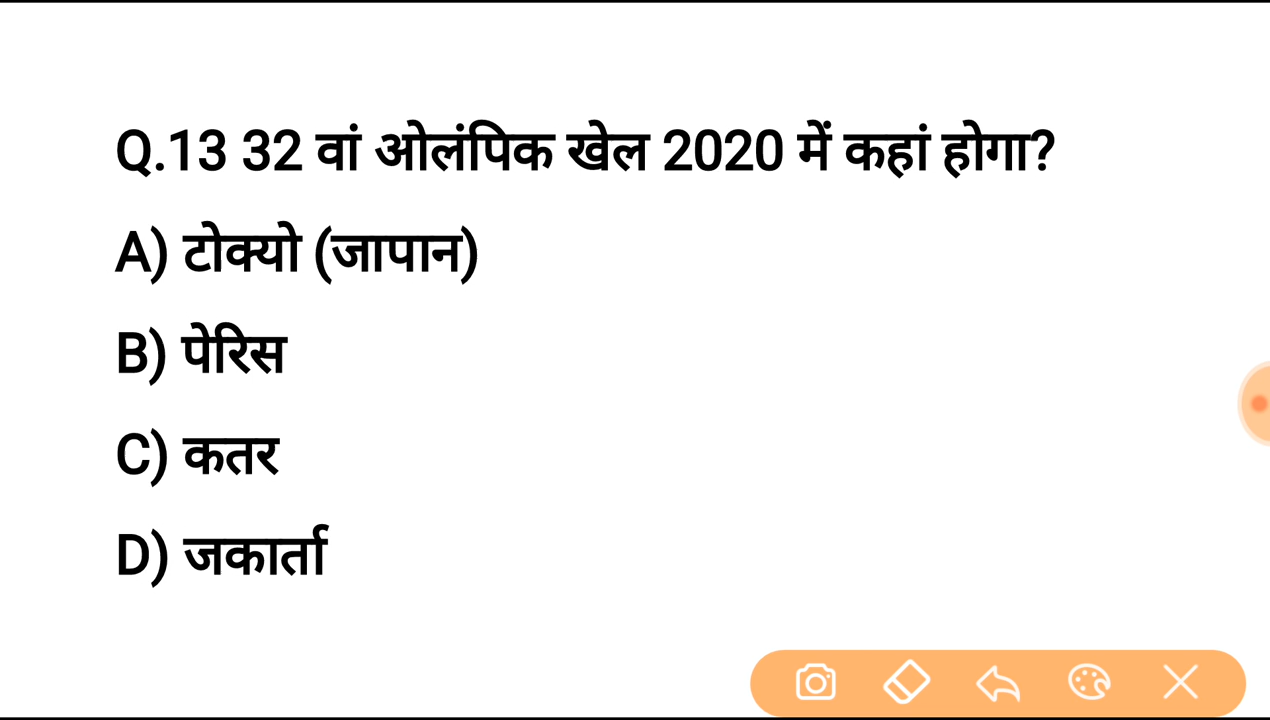 Q.13 32 वां ओलंपिक खेल 2020 में कहां होगा?
A) टोक्यो (जापान)
B) पेरिस
C) कतर
D) जकार्ता